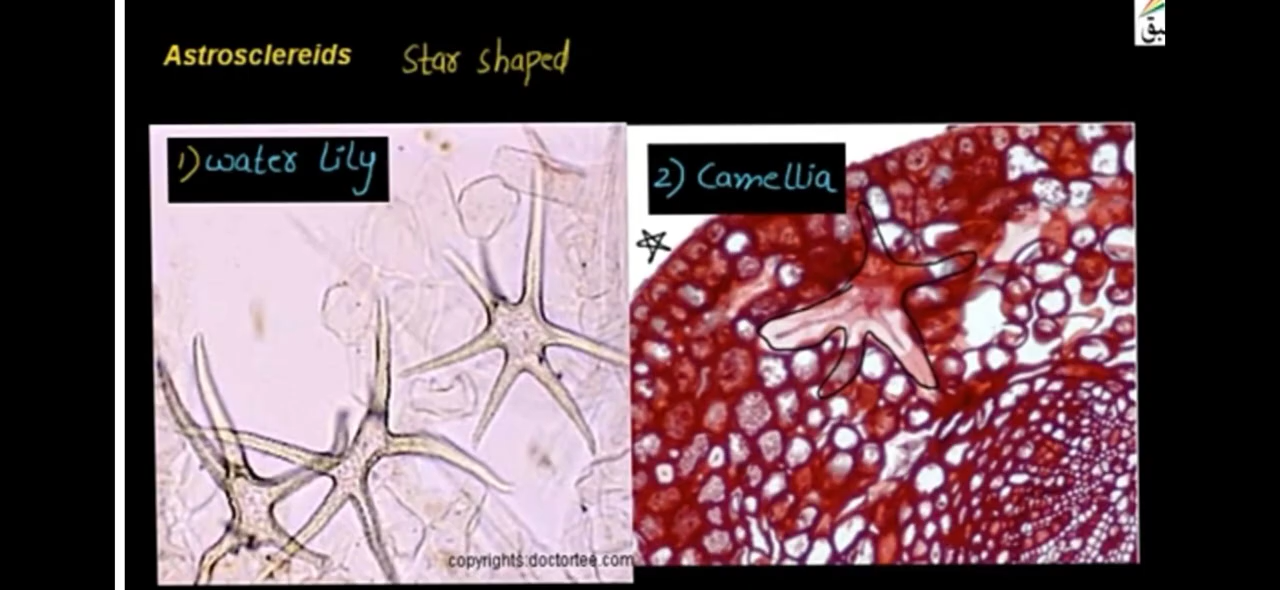 Astrosclereids Star shaped
1) water Lily
2) Camellia
copyrights:doctortee.com